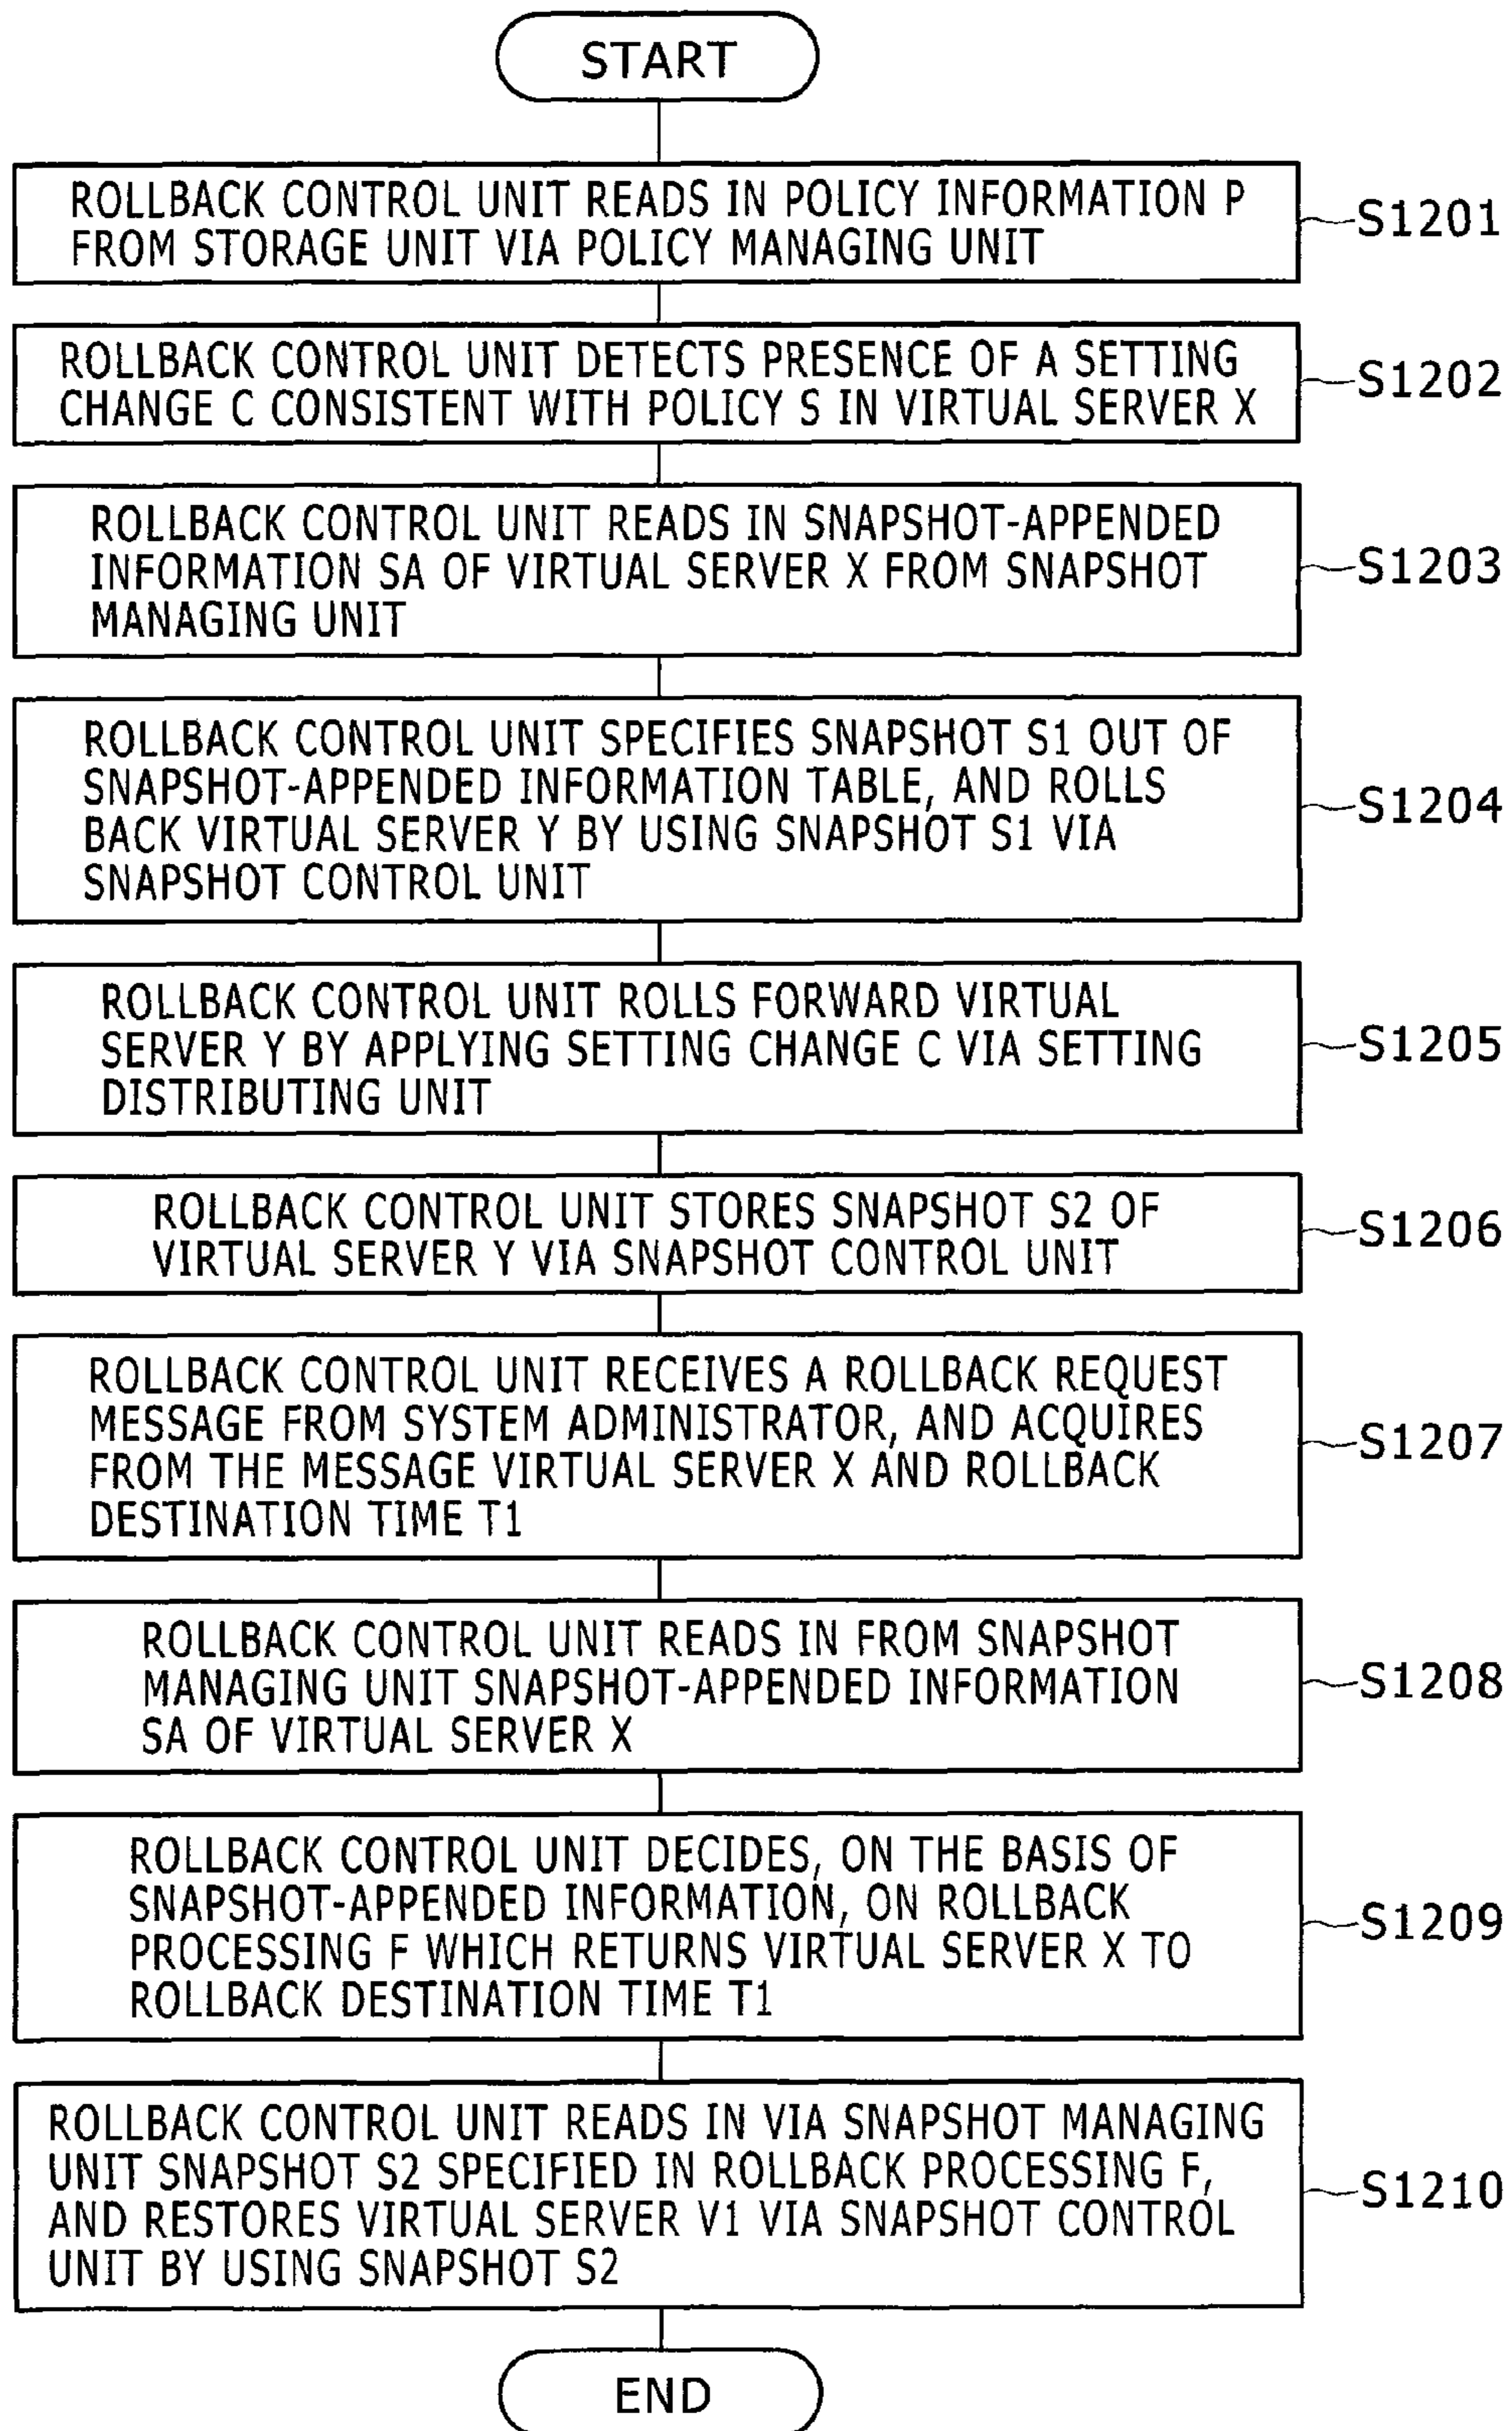 START
ROLLBACK CONTROL UNIT READS IN POLICY INFORMATION P
FROM STORAGE UNIT VIA POLICY MANAGING UNIT
S1201
ROLLBACK CONTROL UNIT DETECTS PRESENCE OF A SETTING
CHANGE C CONSISTENT WITH POLICY S IN VIRTUAL SERVER X
S1202
ROLLBACK CONTROL UNIT READS IN SNAPSHOT-APPENDED
INFORMATION SA OF VIRTUAL SERVER X FROM SNAPSHOT
MANAGING UNIT
S1203
ROLLBACK CONTROL UNIT SPECIFIES SNAPSHOT S1 OUT OF
SNAPSHOT-APPENDED INFORMATION TABLE, AND ROLLS
BACK VIRTUAL SERVER Y BY USING SNAPSHOT S1 VIA
SNAPSHOT CONTROL UNIT
S1204
ROLLBACK CONTROL UNIT ROLLS FORWARD VIRTUAL
SERVER Y BY APPLYING SETTING CHANGE C VIA SETTING
DISTRIBUTING UNIT
S1205
ROLLBACK CONTROL UNIT STORES SNAPSHOT S2 OF
VIRTUAL SERVER Y VIA SNAPSHOT CONTROL UNIT
S1206
ROLLBACK CONTROL UNIT RECEIVES A ROLLBACK REQUEST
MESSAGE FROM SYSTEM ADMINISTRATOR, AND ACQUIRES
FROM THE MESSAGE VIRTUAL SERVER X AND ROLLBACK
DESTINATION TIME T1
S1207
ROLLBACK CONTROL UNIT READS IN FROM SNAPSHOT
MANAGING UNIT SNAPSHOT-APPENDED INFORMATION
SA OF VIRTUAL SERVER X
S1208
ROLLBACK CONTROL UNIT DECIDES, ON THE BASIS OF
SNAPSHOT-APPENDED INFORMATION, ON ROLLBACK
PROCESSING F WHICH RETURNS VIRTUAL SERVER X TO
ROLLBACK DESTINATION TIME T1
S1209
ROLLBACK CONTROL UNIT READS IN VIA SNAPSHOT MANAGING
UNIT SNAPSHOT S2 SPECIFIED IN ROLLBACK PROCESSING F,
AND RESTORES VIRTUAL SERVER V1 VIA SNAPSHOT CONTROL
UNIT BY USING SNAPSHOT S2
S1210
END